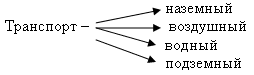 наземный
Транспорт – воздушный
водный
подземный